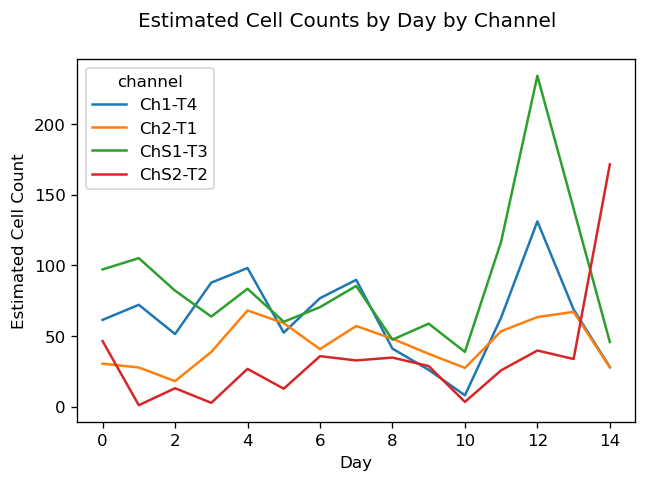 Estimated Cell Counts by Day by Channel
channel
Ch1-T4
Ch2-T1
ChS1-T3
ChS2-T2
Estimated Cell Count
200
150
100
50
0
0 2 4 6 8 10 12 14
Day